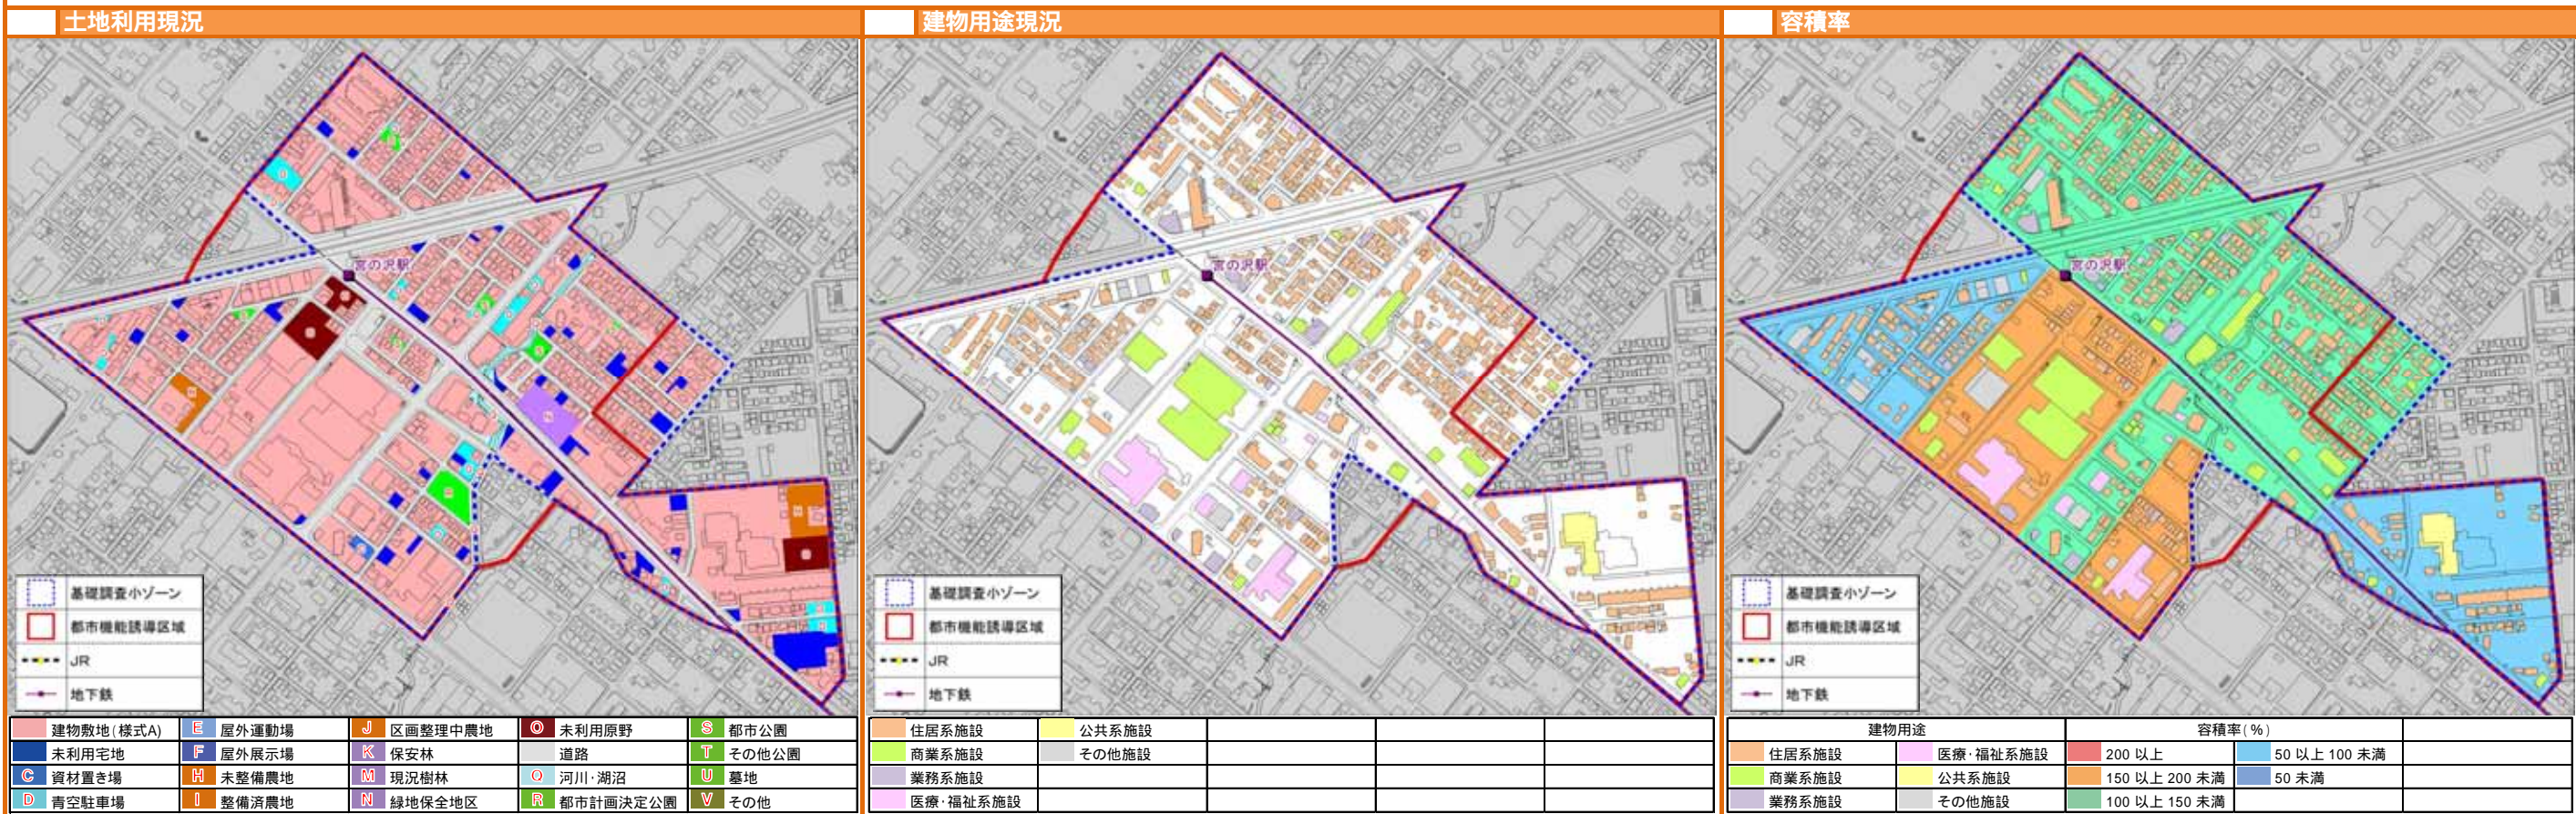 土地利用現況
建物用途現況
容積率
宮の沢駅
宮の沢駅
宮の沢駅
基礎調査小ゾーン
都市機能誘導区域
JR
地下鉄
基礎調査小ゾーン
都市機能誘導区域
JR
地下鉄
基礎調査小ゾーン
都市機能誘導区域
JR
地下鉄
建物敷地(様式A) E 屋外運動場 J 区画整理中農地 O 未利用原野 S 都市公園
未利用宅地 F 屋外展示場 K 保安林 道路 T その他公園
C 資材置き場 H 未整備農地 M 現況樹林 Q 河川・湖沼 U 墓地
D 青空駐車場 I 整備済農地 N 緑地保全地区 R 都市計画決定公園 V その他
住居系施設 公共系施設
商業系施設 その他施設
業務系施設
医療・福祉系施設
建物用途 容積率(%)
住居系施設 医療・福祉系施設 200 以上 50 以上 100 未満
商業系施設 公共系施設 150 以上 200 未満 50 未満
業務系施設 その他施設 100 以上 150 未満